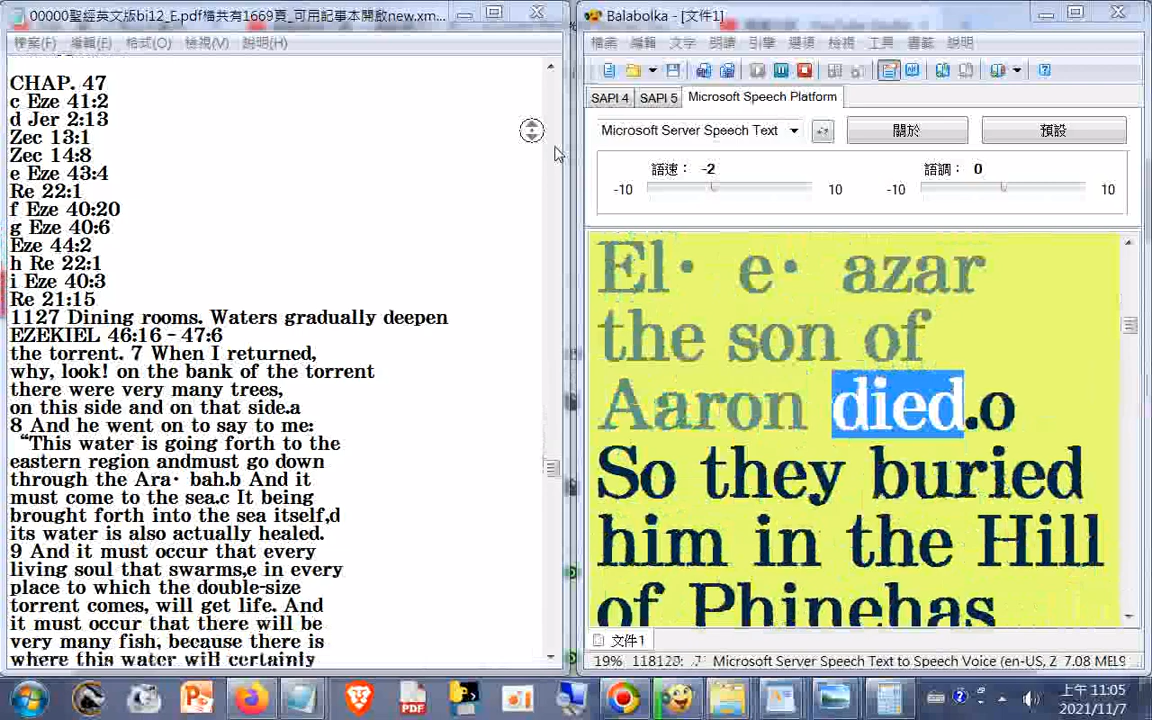 00000聖經英文版bi12_E.pdf檔共有1669頁_可用記事本開啟new.xm...
檔案(F) 編輯(E) 格式(O) 檢視(V) 說明(H)
CHAP. 47
c Eze 41:2
d Jer 2:13
Zec 13:1
Zec 14:8
e Eze 43:4
Re 22:1
f Eze 40:20
g Eze 40:6
Eze 44:2
h Re 22:1
i Eze 40:3
Re 21:15
1127 Dining rooms. Waters gradually deepen
EZEKIEL 46:16 – 47:6
the torrent. 7 When I returned,
why, look! on the bank of the torrent
there were very many trees,
on this side and on that side.a
8 And he went on to say to me:
“This water is going forth to the
eastern region andmust go down
through the Ara· bah.b And it
must come to the sea.c It being
brought forth into the sea itself,d
its water is also actually healed.
9 And it must occur that every
living soul that swarms,e in every
place to which the double-size
torrent comes, will get life. And
it must occur that there will be
very many fish, because there is
where this water will certainly
Balabolka - [文件1]
檔案 編輯 文字 朗讀 引擎 選項 檢視 工具 書籤 說明
SAPI 4 SAPI 5 Microsoft Speech Platform
Microsoft Server Speech Text 關於 預設
語速： -2 語調： 0
-10 10 -10 10
El· e· azar
the son of
Aaron died.o
So they buried
him in the Hill
of Phinehas
文件1
19% Microsoft Server Speech Text to Speech Voice (en-US, Z 7.08
PDF
上午 11:05
2021/11/7